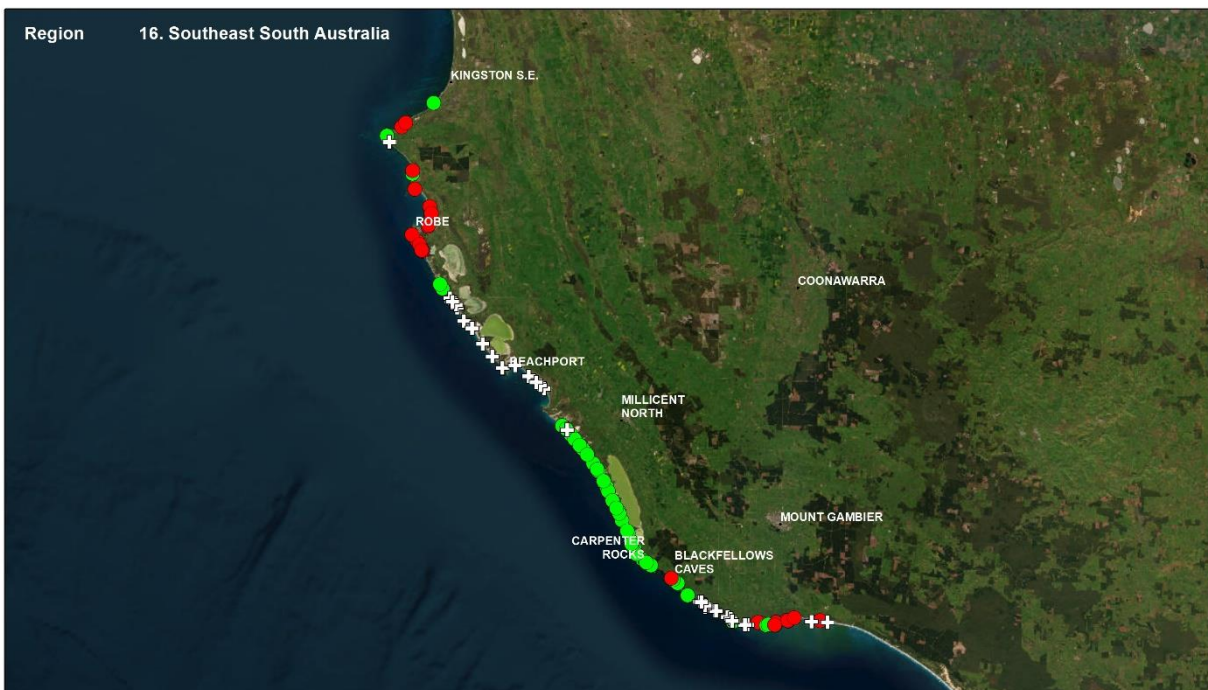 Region 16. Southeast South Australia
KINGSTON S.E.
ROBE
COONAWARRA
BEACHPORT
MILLICENT
NORTH
MOUNT GAMBIER
CARPENTER
ROCKS
BLACKFELLOWS
CAVES